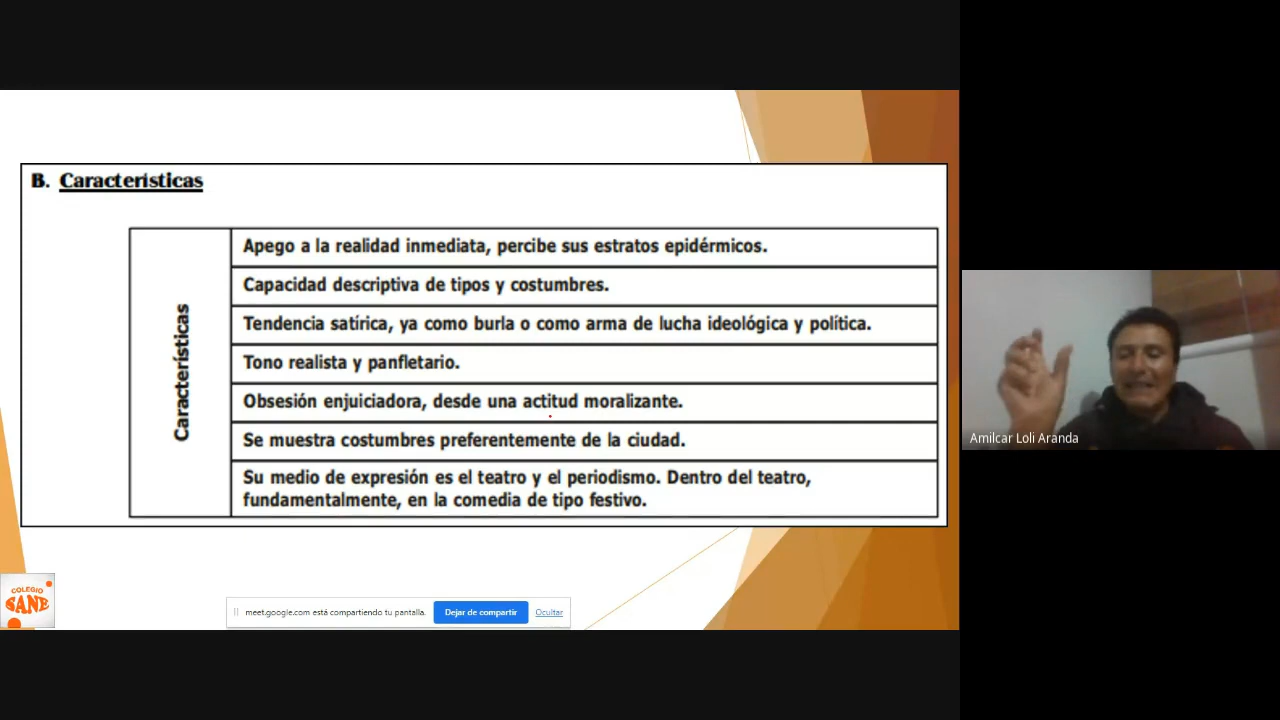 B. Características
Características
Apego a la realidad inmediata, percibe sus estratos epidérmicos.
Capacidad descriptiva de tipos y costumbres.
Tendencia satírica, ya como burla o como arma de lucha ideológica y política.
Tono realista y panfletario.
Obsesión enjuiciadora, desde una actitud moralizante.
Se muestra costumbres preferentemente de la ciudad.
Su medio de expresión es el teatro y el periodismo. Dentro del teatro,
fundamentalmente, en la comedia de tipo festivo.
Amilcar Loli Aranda
COLEGIO
SANE
meet.google.com está compartiendo tu pantalla. Dejar de compartir Ocultar